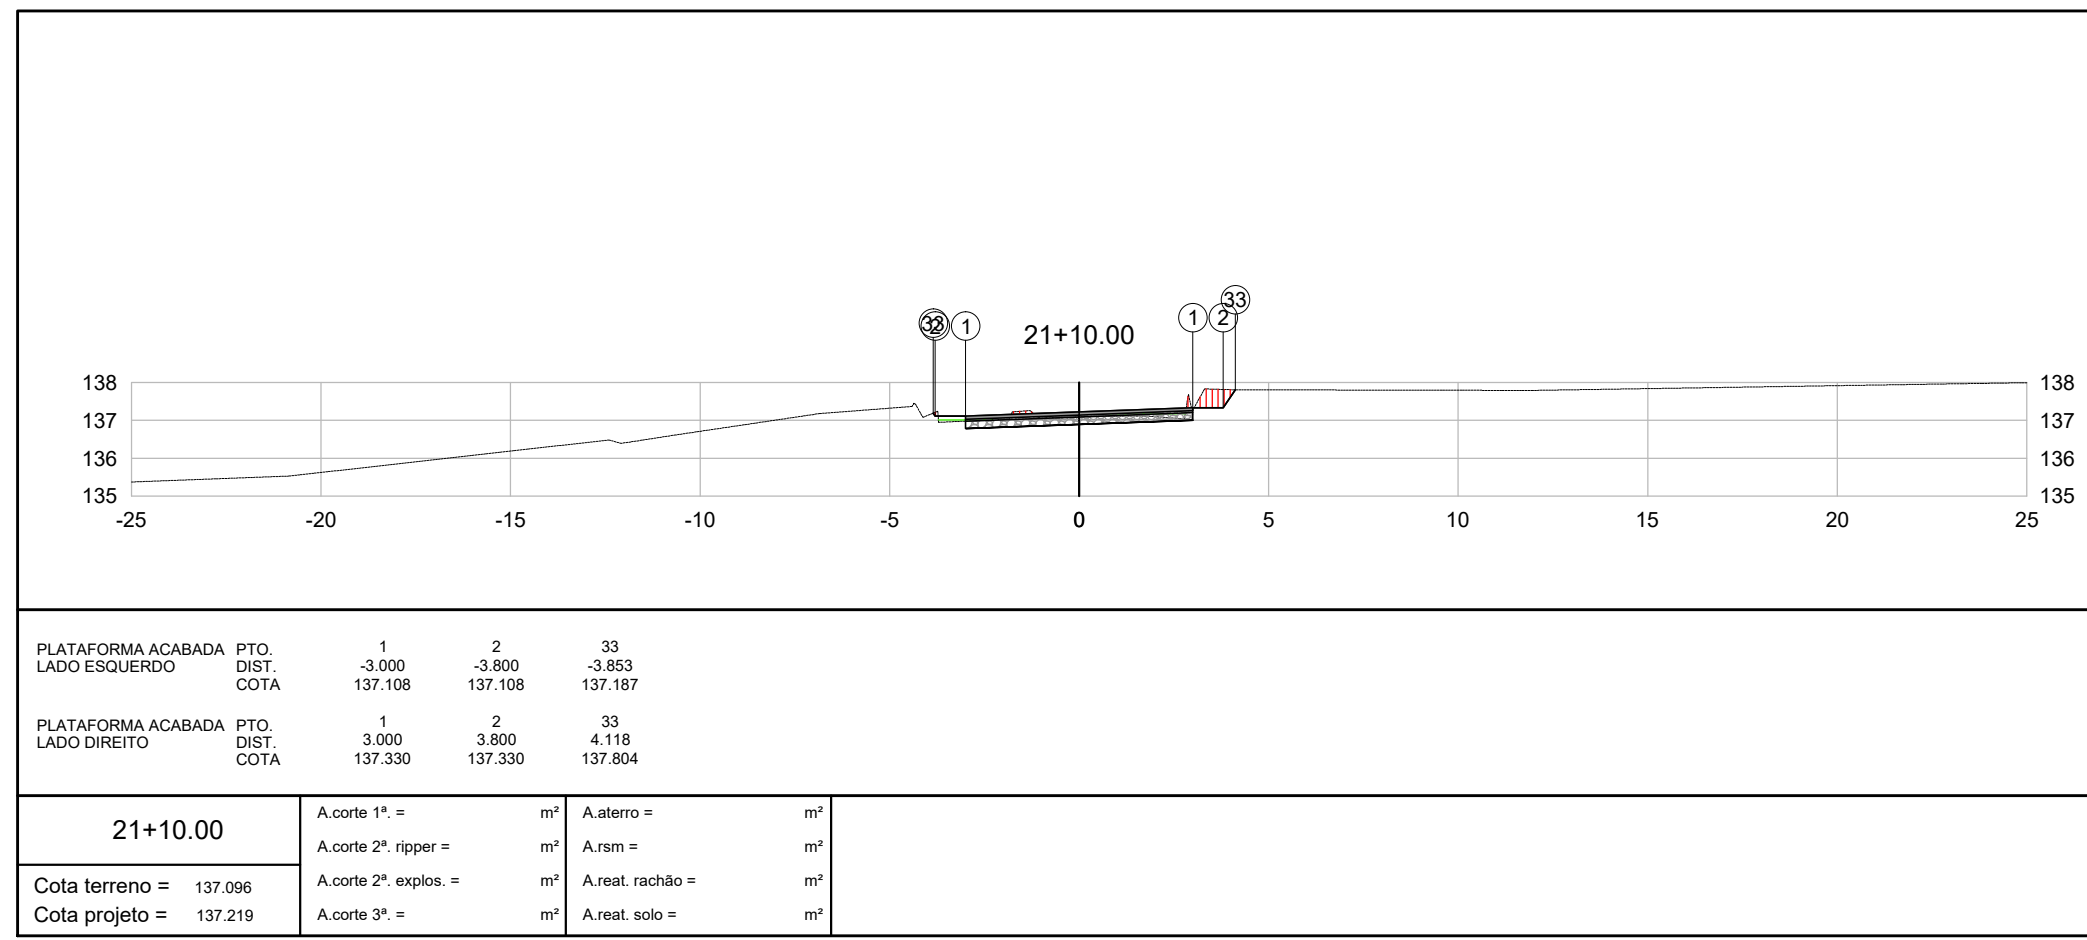 33
33
2
1
21+10.00
1
2
138
138
137
137
136
136
135
135
-25
-20
-15
-10
-5
0
5
10
15
20
25
PLATAFORMA ACABADA PTO. 1 2 33
LADO ESQUERDO DIST. -3.000 -3.800 -3.853
COTA 137.108 137.108 137.187
PLATAFORMA ACABADA PTO. 1 2 33
LADO DIREITO DIST. 3.000 3.800 4.118
COTA 137.330 137.330 137.804
21+10.00
Cota terreno = 137.096
Cota projeto = 137.219
A.corte 1ª. = m²
A.corte 2ª. ripper = m²
A.corte 2ª. explos. = m²
A.corte 3ª. = m²
A.aterro = m²
A.rsm = m²
A.reat. rachão = m²
A.reat. solo = m²